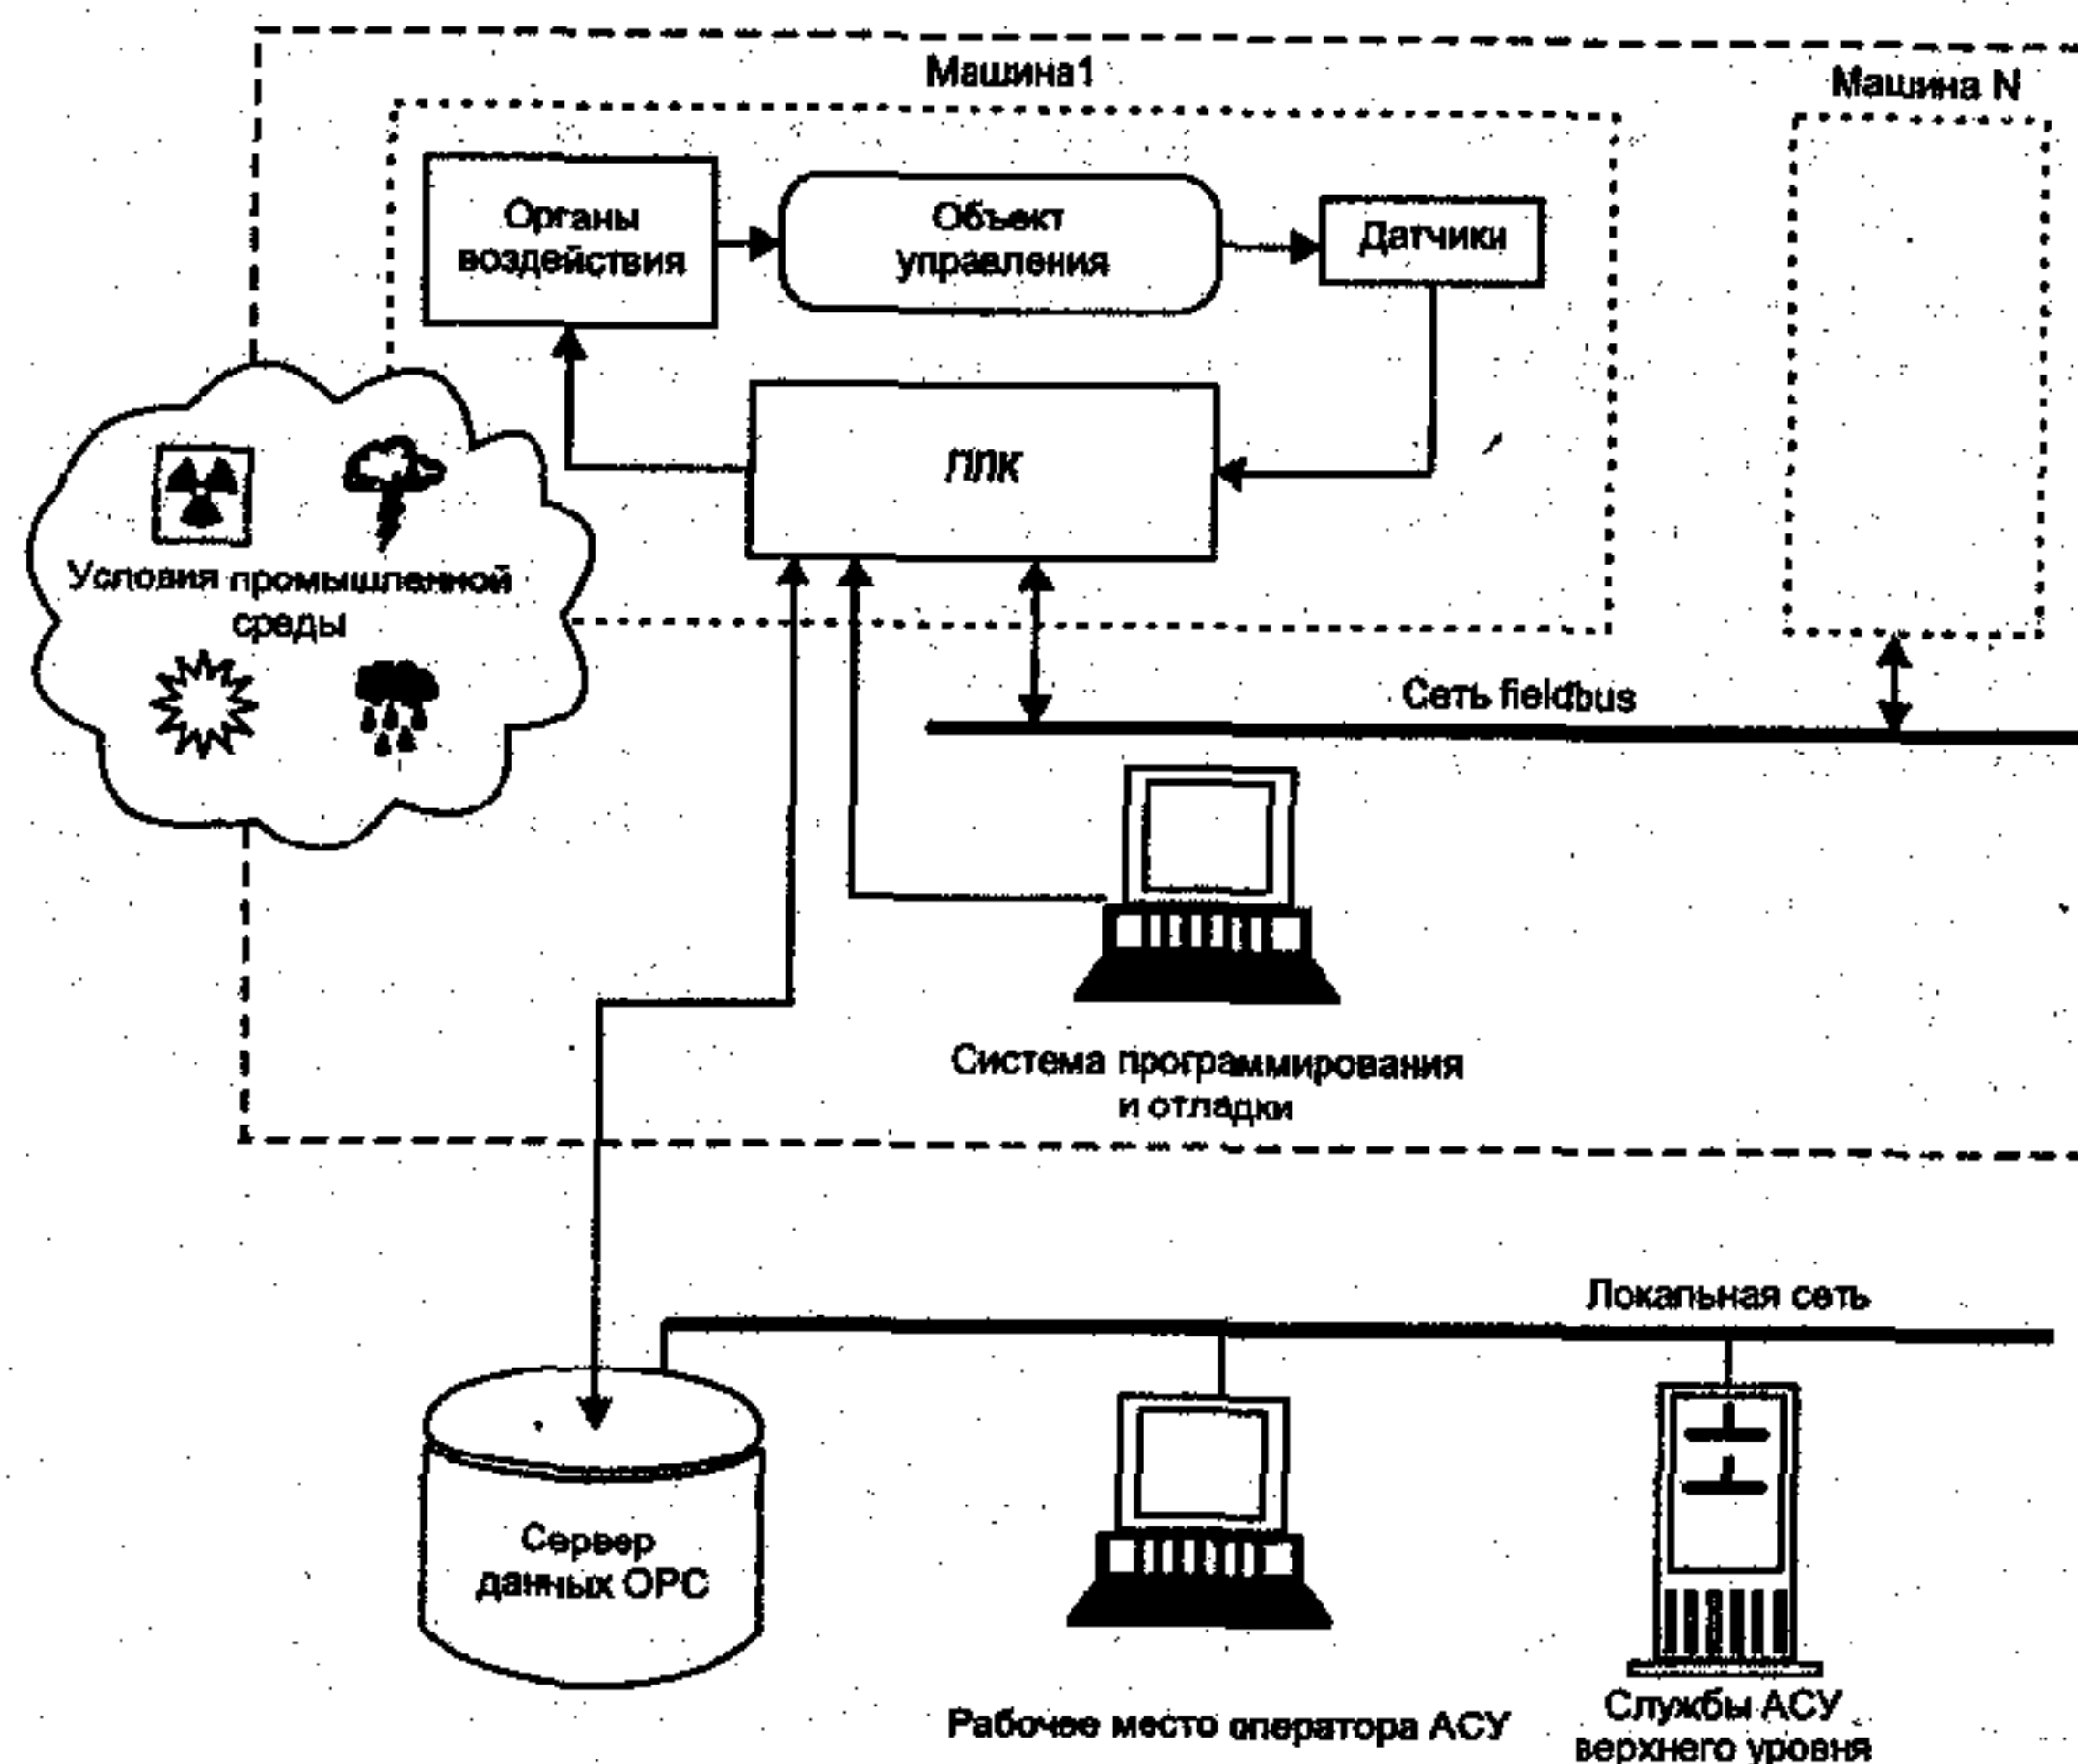 Машина1
Машина N
Органы
воздействия
Объект
управления
Датчики
ПЛК
Условия промышленной
среды
Сеть fieldbus
Система программирования
и отладки
Локальная сеть
Сервер
данных OPC
Рабочее место оператора АСУ
Службы АСУ
верхнего уровня